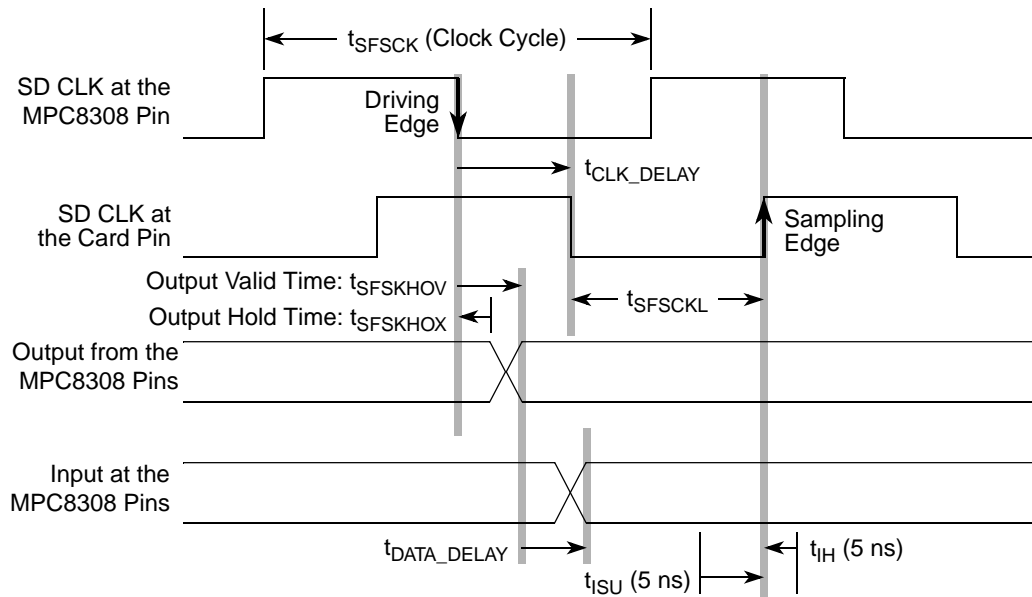 tSFSCK (Clock Cycle)
SD CLK at the
MPC8308 Pin
Driving
Edge
tCLK_DELAY
SD CLK at
the Card Pin
Sampling
Edge
Output Valid Time: tSFSKHOV
tSFSCKL
Output Hold Time: tSFSKHOX
Output from the
MPC8308 Pins
Input at the
MPC8308 Pins
tDATA_DELAY
tIH (5 ns)
tISU (5 ns)